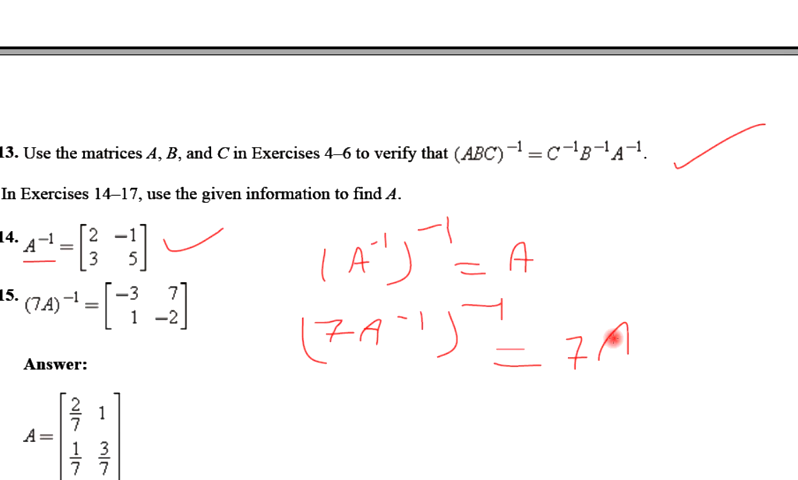 13. Use the matrices A, B, and C in Exercises 4–6 to verify that (ABC)⁻¹ = C⁻¹B⁻¹A⁻¹.
In Exercises 14–17, use the given information to find A.
14. A⁻¹ = [2 −1
3 5]
(A⁻¹)⁻¹ = A
15. (7A)⁻¹ = [−3 7
1 −2]
(7A⁻¹)⁻¹ = 7A
Answer:
A = [2/7 1
1/7 3/7]